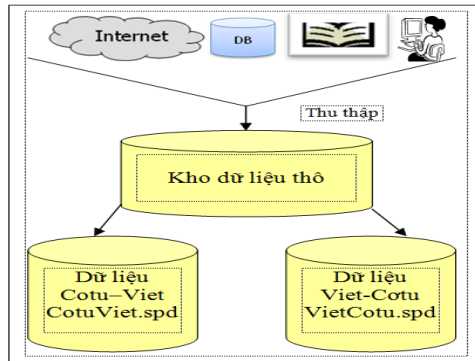 Internet
DB
Thu thập
Kho dữ liệu thô
Dữ liệu
Cotu–Viet
CotuViet.spd
Dữ liệu
Viet-Cơtu
VietCotu.spd